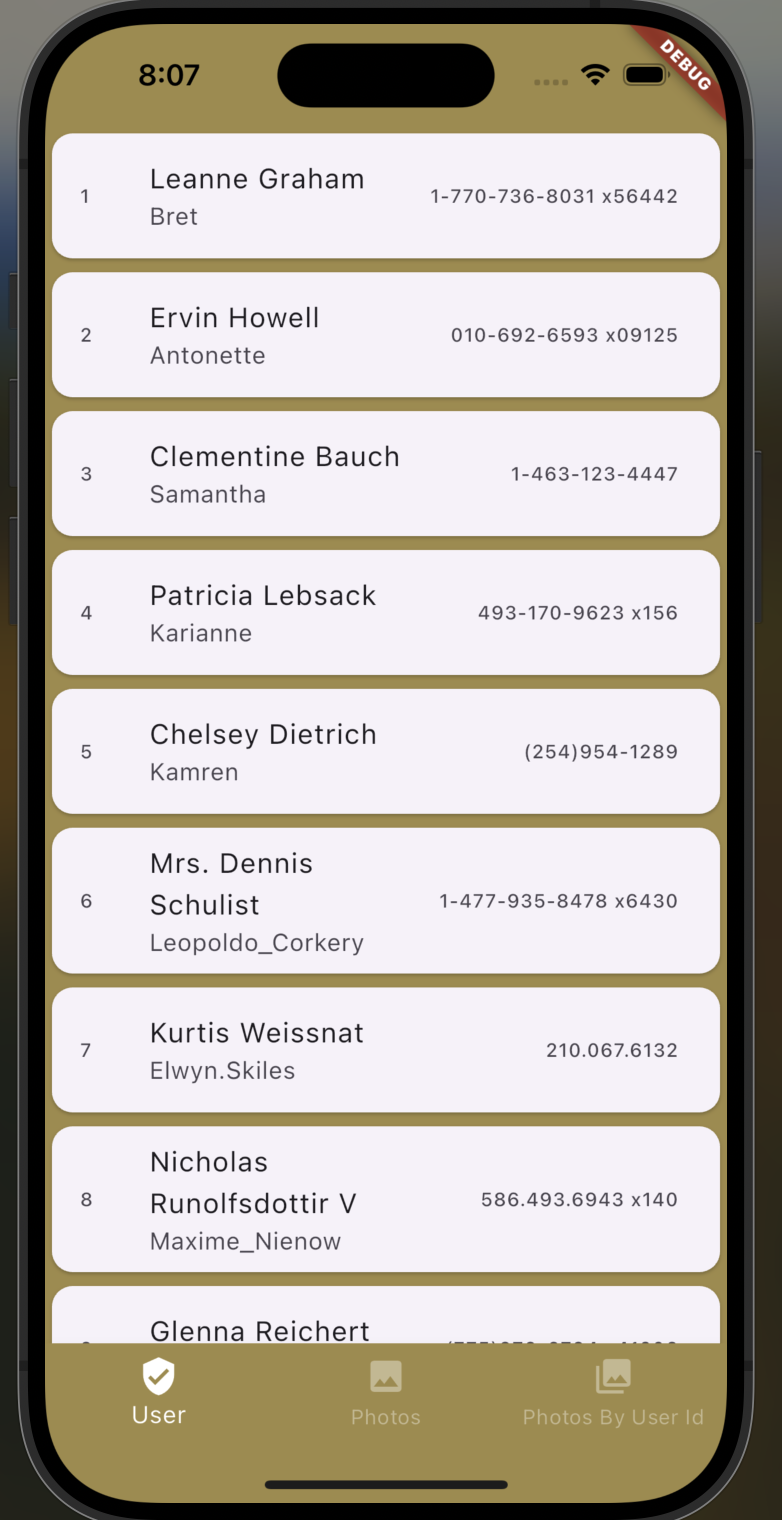 8:07
DEBUG
1
Leanne Graham
Bret
1-770-736-8031 x56442
2
Ervin Howell
Antonette
010-692-6593 x09125
3
Clementine Bauch
Samantha
1-463-123-4447
4
Patricia Lebsack
Karianne
493-170-9623 x156
5
Chelsey Dietrich
Kamren
(254)954-1289
6
Mrs. Dennis
Schulist
Leopoldo_Corkery
1-477-935-8478 x6430
7
Kurtis Weissnat
Elwyn.Skiles
210.067.6132
8
Nicholas
Runolfsdottir V
Maxime_Nienow
586.493.6943 x140
Glenna Reichert
User
Photos
Photos By User Id